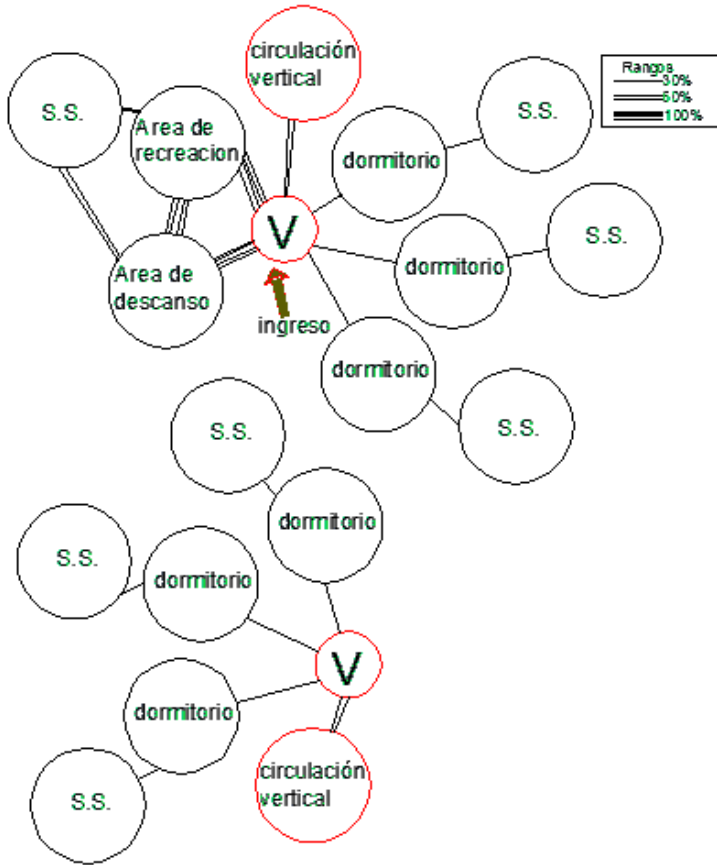 circulación
vertical
Rangos
30%
60%
100%
S.S.
Area de
recreacion
dormitorio
S.S.
V
dormitorio
S.S.
Area de
descanso
ingreso
dormitorio
S.S.
S.S.
dormitorio
S.S.
dormitorio
V
dormitorio
circulación
vertical
S.S.